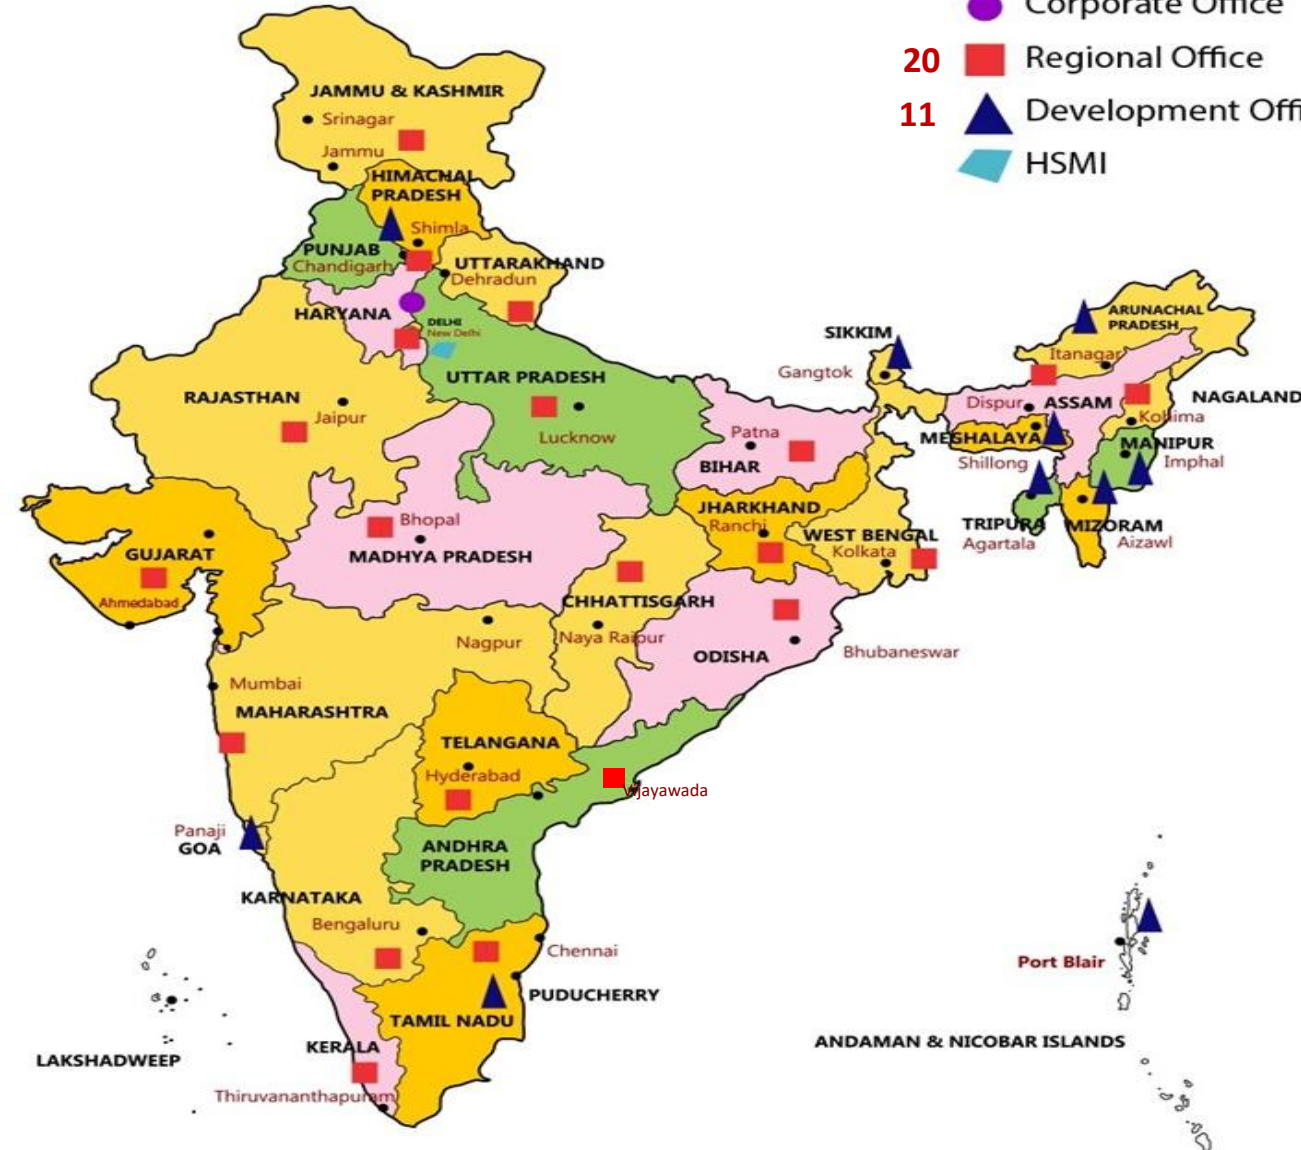 Corporate Office
20 Regional Office
11 Development Offi
HSMI
JAMMU & KASHMIR
Srinagar
Jammu
HIMACHAL
PRADESH
Shimla
PUNJAB
Chandigarh
UTTARAKHAND
Dehradun
HARYANA
DELHI
New Delhi
ARUNACHAL
PRADESH
SIKKIM
Itanagar
Gangtok
UTTAR PRADESH
RAJASTHAN
Jaipur
NAGALAND
Dispur
ASSAM
Kohima
Lucknow
Patna
MEGHALAYA
MANIPUR
Shillong
Imphal
BIHAR
JHARKHAND
Ranchi
Bhopal
TRIPURA
MIZORAM
Agartala
Aizawl
WEST BENGAL
Kolkata
GUJARAT
MADHYA PRADESH
Ahmedabad
CHHATTISGARH
Nagpur
Naya Raipur
ODISHA
Bhubaneswar
Mumbai
MAHARASHTRA
TELANGANA
Hyderabad
Vijayawada
Panaji
GOA
ANDHRA
PRADESH
KARNATAKA
Bengaluru
Chennai
Port Blair
PUDUCHERRY
TAMIL NADU
KERALA
ANDAMAN & NICOBAR ISLANDS
LAKSHADWEEP
Thiruvananthapuram